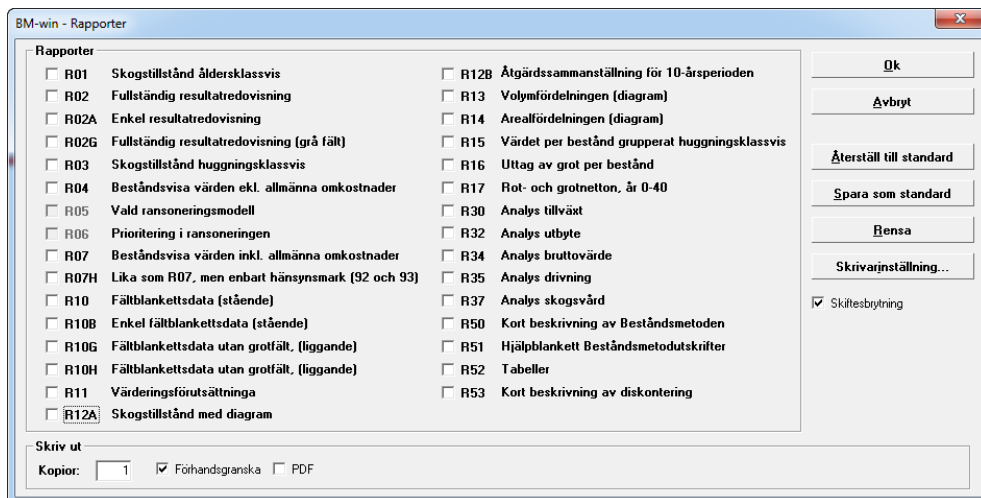 BM-win - Rapporter
Rapporter
R01 Skogstillstånd åldersklassvis
R02 Fullständig resultatredovisning
R02A Enkel resultatredovisning
R02G Fullständig resultatredovisning (grå fält)
R03 Skogstillstånd huggningsklassvis
R04 Beståndsvisa värden ekl. allmänna omkostnader
R05 Vald ransoneringsmodell
R06 Prioritering i ransoneringen
R07 Beståndsvisa värden inkl. allmänna omkostnader
R07H Lika som R07, men enbart hänsynsmark (92 och 93)
R10 Fältblankettsdata (stående)
R10B Enkel fältblankettsdata (stående)
R10G Fältblankettsdata utan grotfält, (liggande)
R10H Fältblankettsdata utan grotfält, (liggande)
R11 Värderingsförutsättninga
R12A Skogstillstånd med diagram
R12B Åtgärdssammanställning för 10-årsperioden
R13 Volymfördelningen (diagram)
R14 Arealfördelningen (diagram)
R15 Värdet per bestånd grupperat huggningsklassvis
R16 Uttag av grot per bestånd
R17 Rot- och grotnetton, år 0-40
R30 Analys tillväxt
R32 Analys utbyte
R34 Analys bruttovärde
R35 Analys drivning
R37 Analys skogsvård
R50 Kort beskrivning av Beståndsmetoden
R51 Hjälpblankett Beståndsmetodutskrifter
R52 Tabeller
R53 Kort beskrivning av diskontering
Ok
Avbryt
Återställ till standard
Spara som standard
Rensa
Skrivarinställning...
Skiftesbrytning
Skriv ut
Kopior: 1 Förhandsgranska PDF